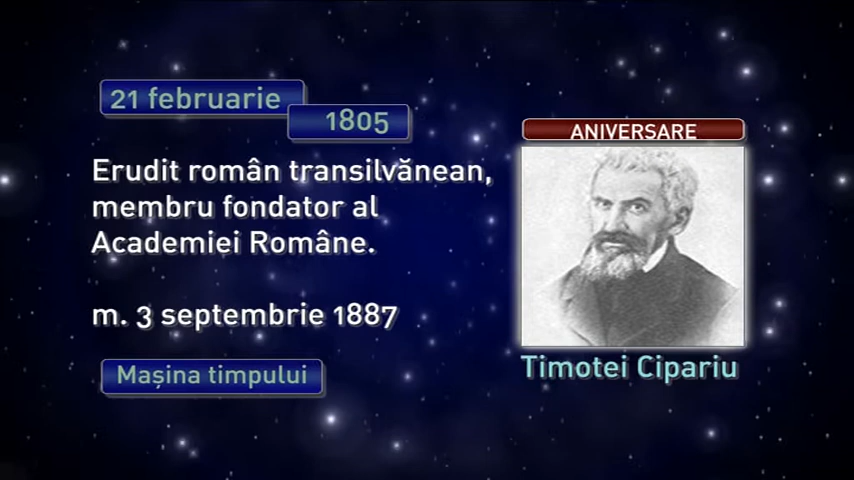 21 februarie
1805
Erudit român transilvănean,
membru fondator al
Academiei Române.
m. 3 septembrie 1887
Mașina timpului
ANIVERSARE
Timotei Cipariu